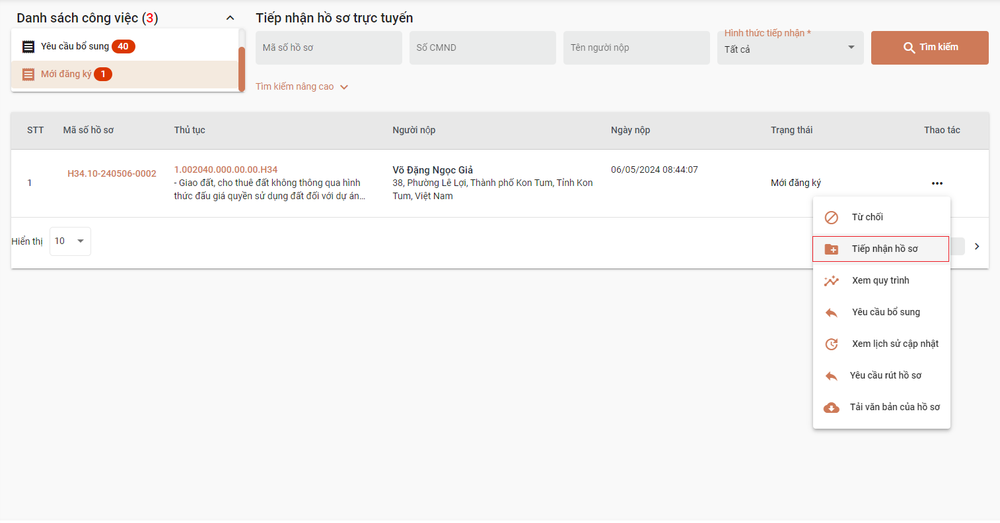 Danh sách công việc (3)
Yêu cầu bổ sung 40
Mới đăng ký 1
Tiếp nhận hồ sơ trực tuyến
Mã số hồ sơ
Số CMND
Tên người nộp
Hình thức tiếp nhận *
Tất cả
Tìm kiếm
Tìm kiếm nâng cao
STT Mã số hồ sơ Thủ tục Người nộp Ngày nộp Trạng thái Thao tác
1
H34.10-240506-0002
1.002040.000.00.00.H34
- Giao đất, cho thuê đất không thông qua hình
thức đấu giá quyền sử dụng đất đối với dự án...
Võ Đặng Ngọc Giả
38, Phường Lê Lợi, Thành phố Kon Tum, Tỉnh Kon
Tum, Việt Nam
06/05/2024 08:44:07
Mới đăng ký
Từ chối
Tiếp nhận hồ sơ
Xem quy trình
Yêu cầu bổ sung
Xem lịch sử cập nhật
Yêu cầu rút hồ sơ
Tải văn bản của hồ sơ
Hiển thị 10